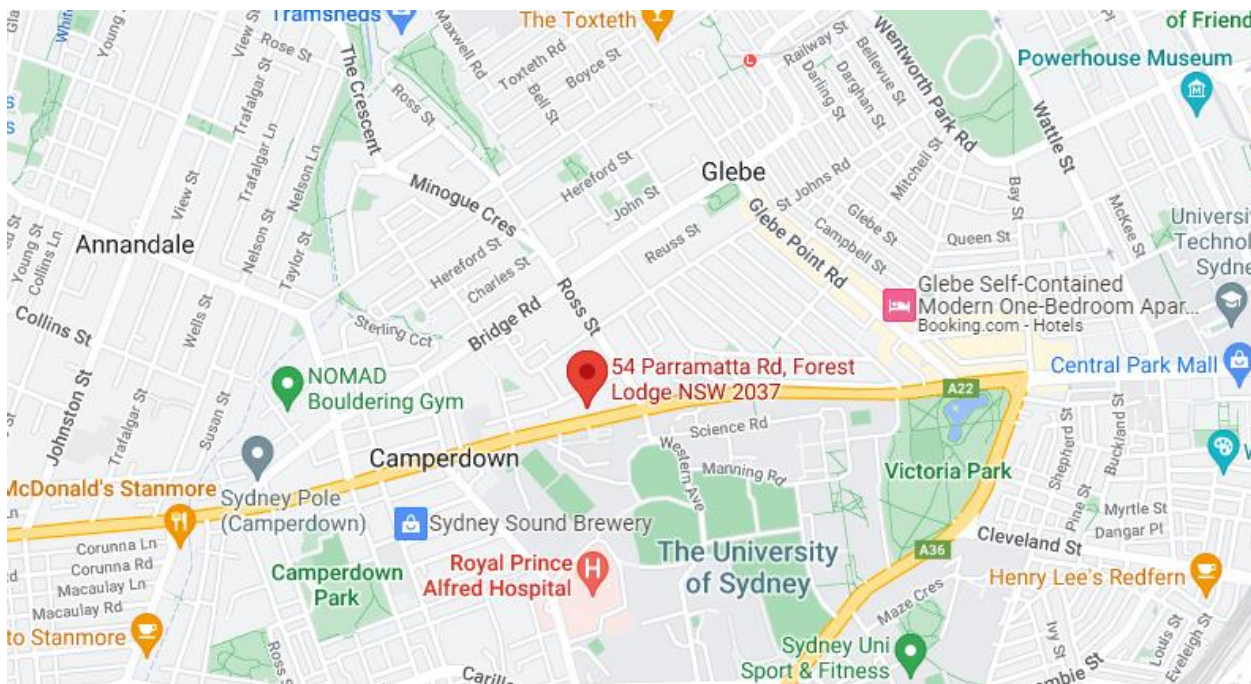 Tramsheds
The Toxteth
of Friend
Young St
View St
Rose St
Maxwell Rd
Toxteth Rd
Railway St
Bellevue St
Pl
The Crescent
Boyce St
Darling St
Darghan St
Wentworth Park Rd
Powerhouse Museum
Trafalgar St
Ross St
Bell St
Wattle St
Trafalgar Ln
Nelson Ln
Mitchell St
Hereford St
Glebe
St Johns Rd
Minogue Cres
John St
Bay St
View St
Glebe Point Rd
Glebe St
McKee St
Young St
Collins Ln
Annandale
Nelson St
Taylor St
Hereford St
Reuss St
Campbell St
Queen St
Charles St
Ross St
Glebe Self-Contained
Modern One-Bedroom Apar...
Booking.com - Hotels
Collins St
Wells St
Sterling Cct
Bridge Rd
Central Park Mall
54 Parramatta Rd, Forest
Lodge NSW 2037
NOMAD
Bouldering Gym
A22
Johnston St
Trafalgar St
Susan St
Science Rd
Shepherd St
Buckland St
Camperdown
Western Ave
Manning Rd
Victoria Park
McDonald's Stanmore
Sydney Pole
(Camperdown)
Pine St
Myrtle St
Ln
Sydney Sound Brewery
Dangar Pl
Corunna Ln
Corunna Rd
The University
of Sydney
A36
Cleveland St
Macaulay Ln
Camperdown
Park
Royal Prince
Alfred Hospital
H
Henry Lee's Redfern
Macaulay Rd
Maze Cres
to Stanmore
Ross S
Sydney Uni
Sport & Fitness
Ivy St
Louis St
Eveleigh St
Carillo
mbie St